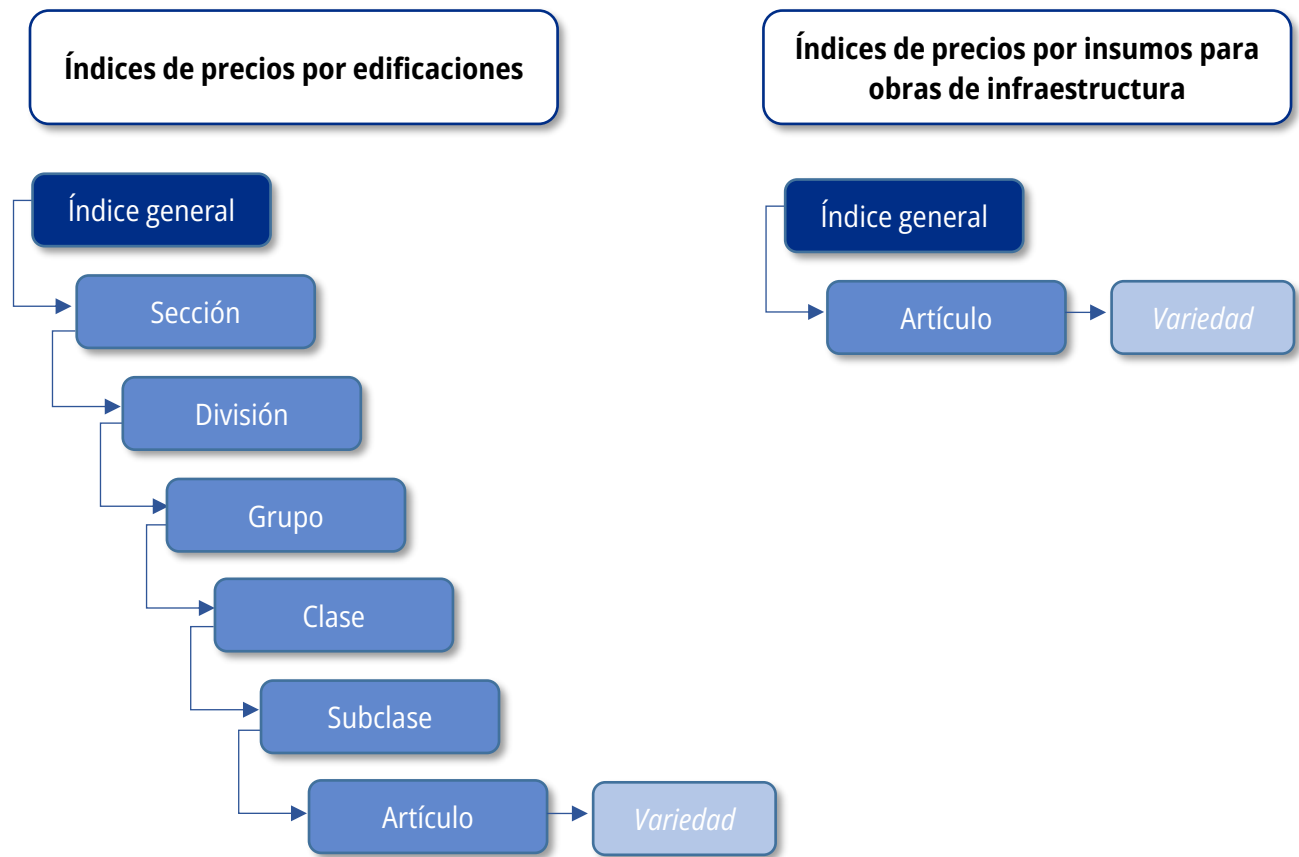 Índices de precios por edificaciones
Índice general
Sección
División
Grupo
Clase
Subclase
Artículo
Variedad
Índices de precios por insumos para
obras de infraestructura
Índice general
Artículo
Variedad